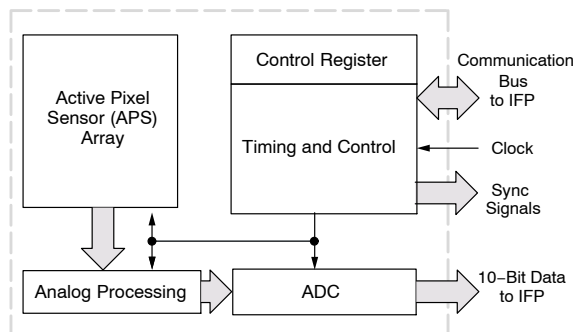 Active Pixel
Sensor (APS)
Array
Control Register
Timing and Control
Communication
Bus
to IFP
Clock
Sync
Signals
Analog Processing
ADC
10−Bit Data
to IFP